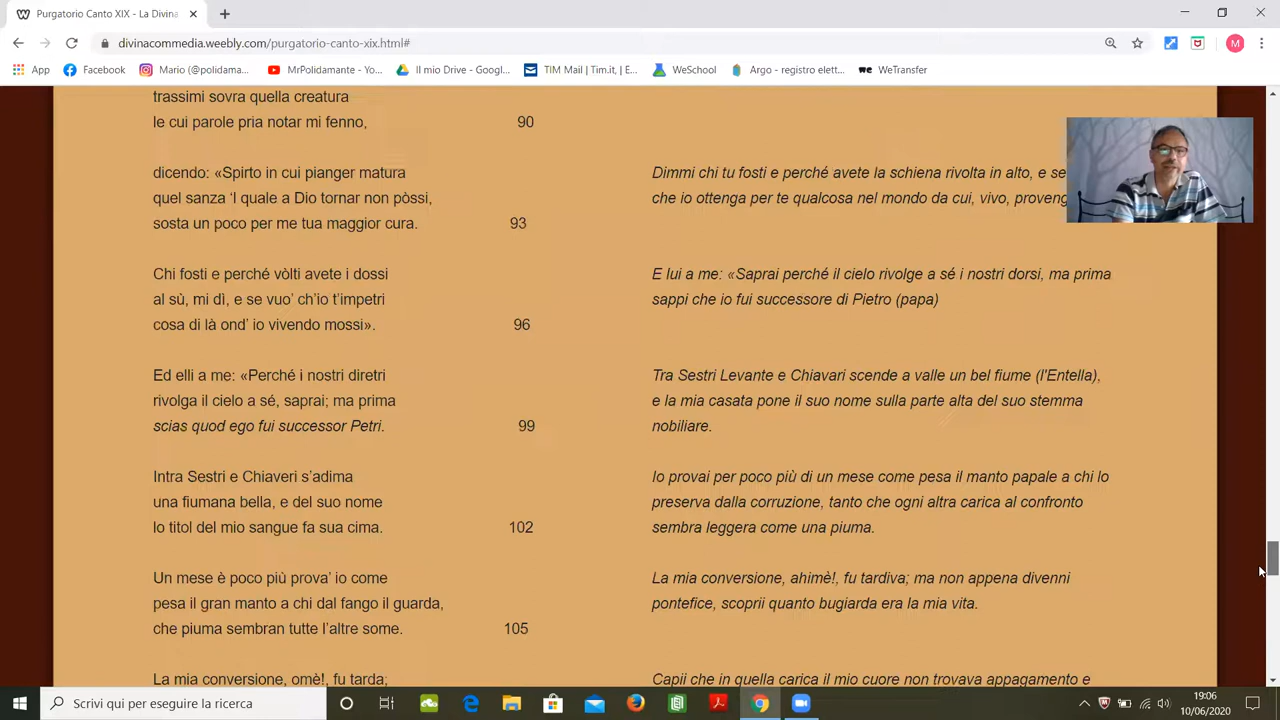 Purgatorio Canto XIX - La Divina
divinacommedia.weebly.com/purgatorio-canto-xix.html#
App Facebook Mario (@polidama... MrPolidamante - Yo... Il mio Drive - Googl... TIM Mail | Tim.it, | E... WeSchool Argo - registro elett... WeTransfer
trassimi sovra quella creatura
le cui parole pria notar mi fenno, 90
dicendo: «Spirto in cui pianger matura
quel sanza ‘l quale a Dio tornar non pòssi,
sosta un poco per me tua maggior cura. 93
Chi fosti e perché vòlti avete i dossi
al sù, mi dì, e se vuo’ ch’io t’impetri
cosa di là ond’ io vivendo mossi». 96
Ed elli a me: «Perché i nostri diretri
rivolga il cielo a sé, saprai; ma prima
scias quod ego fui successor Petri. 99
Intra Sestri e Chiaveri s’adima
una fiumana bella, e del suo nome
lo titol del mio sangue fa sua cima. 102
Un mese è poco più prova’ io come
pesa il gran manto a chi dal fango il guarda,
che piuma sembran tutte l’altre some. 105
La mia conversione, omè!, fu tarda;
Dimmi chi tu fosti e perché avete la schiena rivolta in alto, e se
che io ottenga per te qualcosa nel mondo da cui, vivo, proveng
E lui a me: «Saprai perché il cielo rivolge a sé i nostri dorsi, ma prima
sappi che io fui successore di Pietro (papa)
Tra Sestri Levante e Chiavari scende a valle un bel fiume (l'Entella),
e la mia casata pone il suo nome sulla parte alta del suo stemma
nobiliare.
Io provai per poco più di un mese come pesa il manto papale a chi lo
preserva dalla corruzione, tanto che ogni altra carica al confronto
sembra leggera come una piuma.
La mia conversione, ahimè!, fu tardiva; ma non appena divenni
pontefice, scoprii quanto bugiarda era la mia vita.
Capii che in quella carica il mio cuore non trovava appagamento e
Scrivi qui per eseguire la ricerca
19:06
10/06/2020